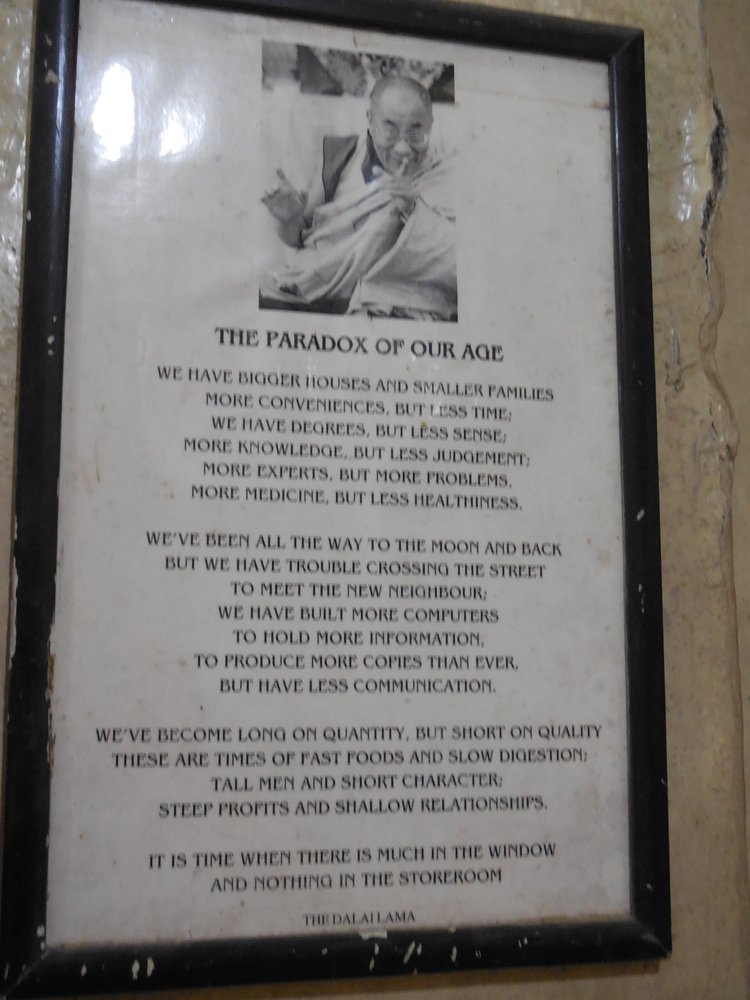 THE PARADOX OF OUR AGE
WE HAVE BIGGER HOUSES AND SMALLER FAMILIES
MORE CONVENIENCES, BUT LESS TIME;
WE HAVE DEGREES, BUT LESS SENSE;
MORE KNOWLEDGE, BUT LESS JUDGEMENT;
MORE EXPERTS, BUT MORE PROBLEMS,
MORE MEDICINE, BUT LESS HEALTHINESS.
WE'VE BEEN ALL THE WAY TO THE MOON AND BACK
BUT WE HAVE TROUBLE CROSSING THE STREET
TO MEET THE NEW NEIGHBOUR;
WE HAVE BUILT MORE COMPUTERS
TO HOLD MORE INFORMATION,
TO PRODUCE MORE COPIES THAN EVER,
BUT HAVE LESS COMMUNICATION.
WE'VE BECOME LONG ON QUANTITY, BUT SHORT ON QUALITY
THESE ARE TIMES OF FAST FOODS AND SLOW DIGESTION;
TALL MEN AND SHORT CHARACTER;
STEEP PROFITS AND SHALLOW RELATIONSHIPS.
IT IS TIME WHEN THERE IS MUCH IN THE WINDOW
AND NOTHING IN THE STOREROOM
THE DALAI LAMA